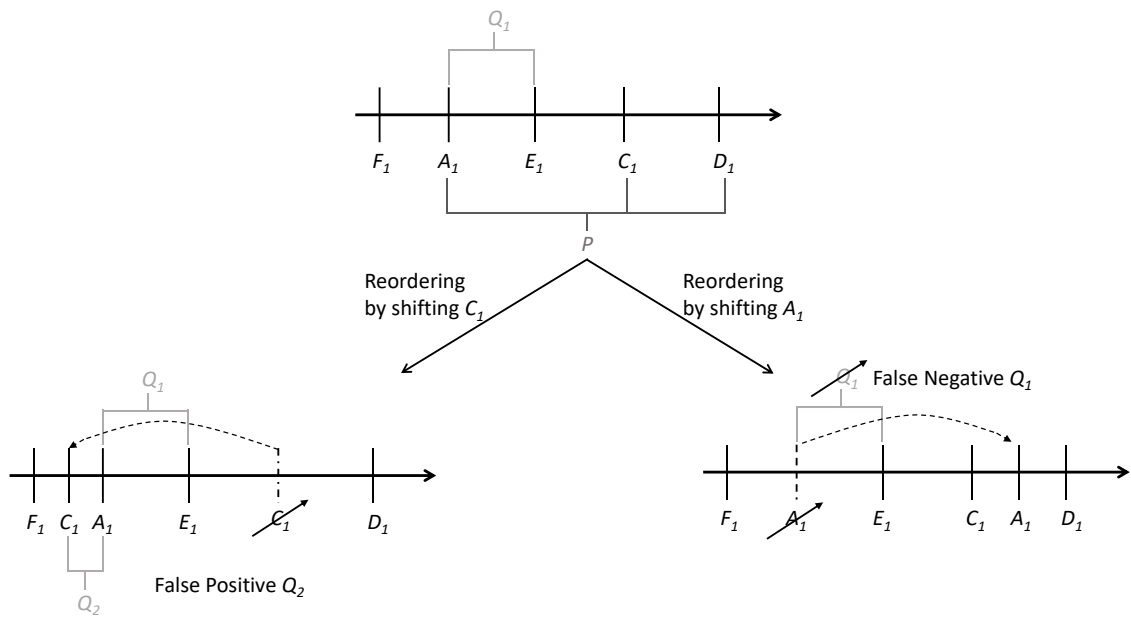 Q1
F1 A1 E1 C1 D1
P
Reordering
by shifting C1
Reordering
by shifting A1
Q1
F1 C1 A1 E1 C1 D1
False Positive Q2
Q2
Q1 False Negative Q1
F1 A1 E1 C1 A1 D1